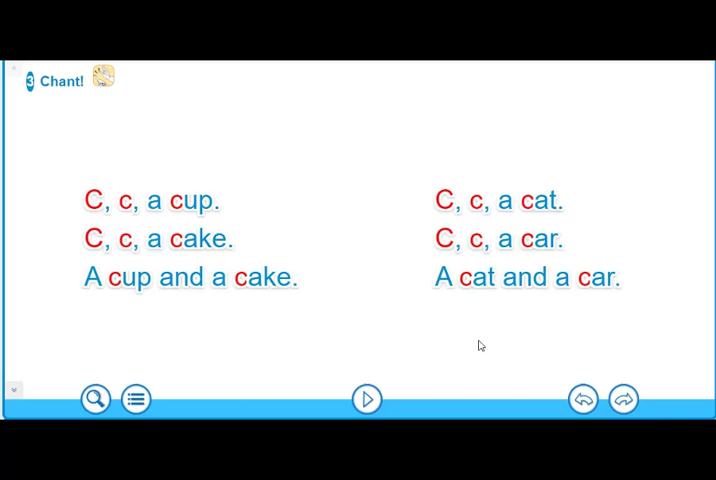 3 Chant!
C, c, a cup.
C, c, a cake.
A cup and a cake.
C, c, a cat.
C, c, a car.
A cat and a car.